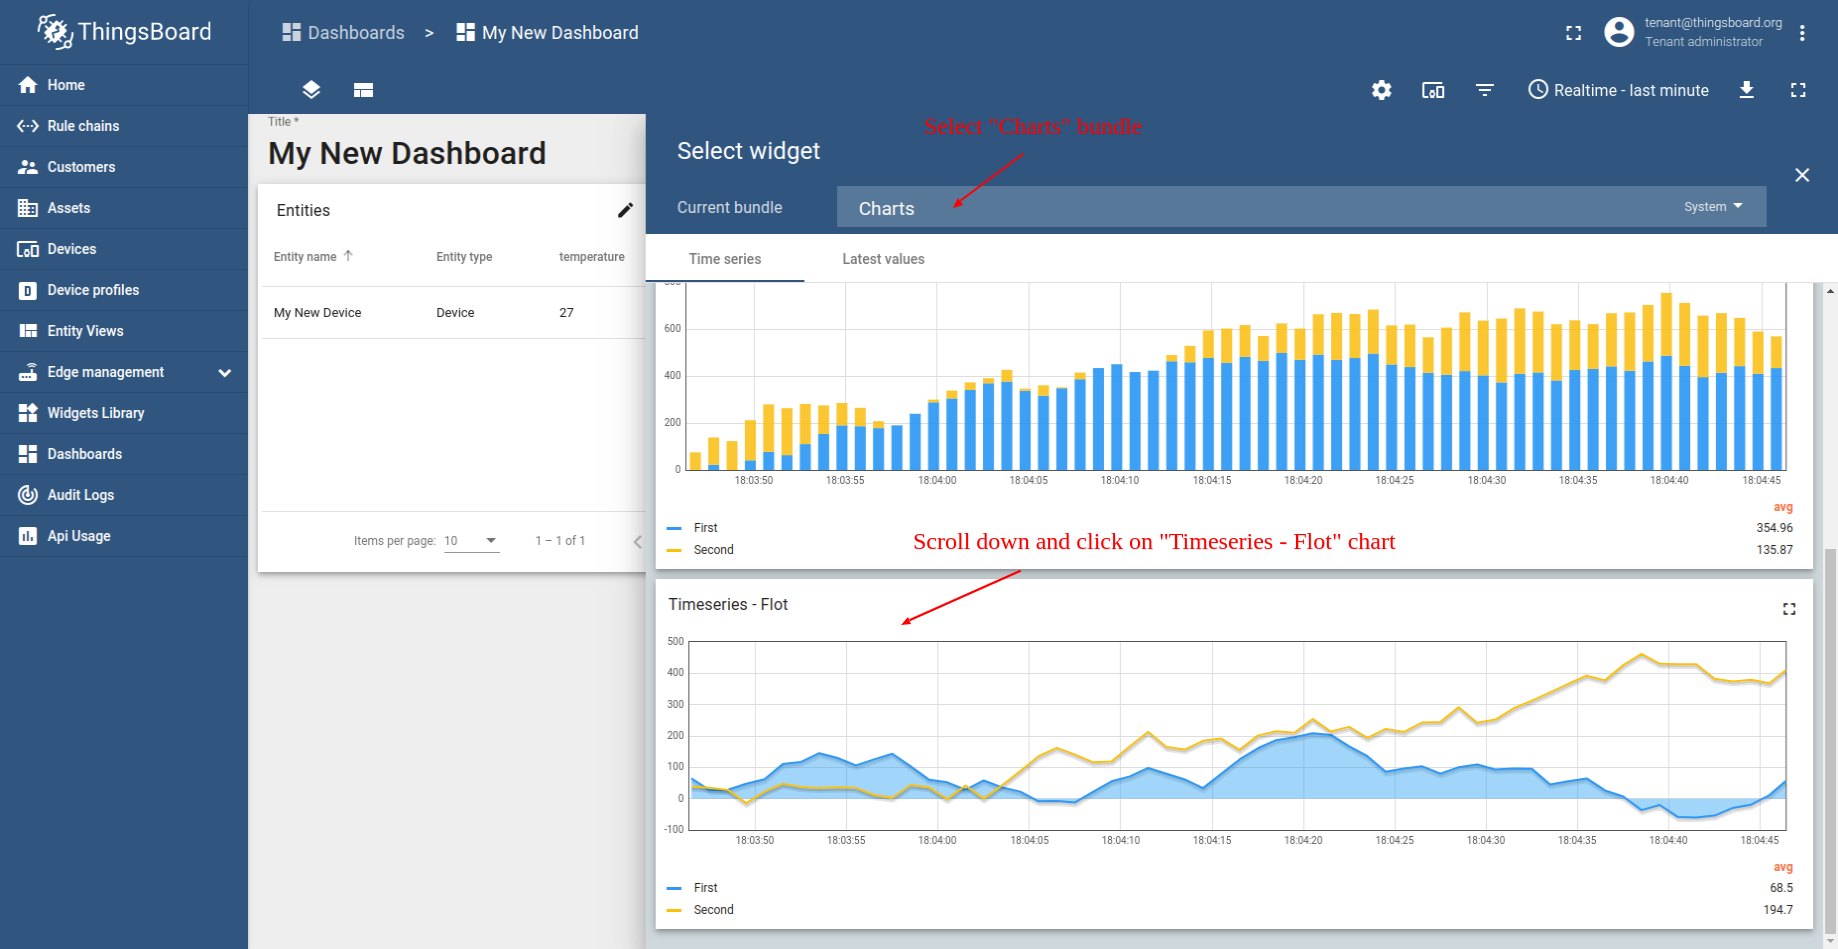 ThingsBoard
Dashboards > My New Dashboard
tenant@thingsboard.org
Tenant administrator
Realtime - last minute
Home
Rule chains
Customers
Assets
Devices
Device profiles
Entity Views
Edge management
Widgets Library
Dashboards
Audit Logs
Api Usage
Title *
My New Dashboard
Entities
Entity name Entity type temperature
My New Device Device 27
Items per page: 10 1 – 1 of 1
Select "Charts" bundle
Select widget
Current bundle Charts System
Time series Latest values
800
600
400
200
0
18:03:50 18:03:55 18:04:00 18:04:05 18:04:10 18:04:15 18:04:20 18:04:25 18:04:30 18:04:35 18:04:40 18:04:45
avg
First 354.96
Second 135.87
Scroll down and click on "Timeseries - Flot" chart
Timeseries - Flot
500
400
300
200
100
0
-100
18:03:50 18:03:55 18:04:00 18:04:05 18:04:10 18:04:15 18:04:20 18:04:25 18:04:30 18:04:35 18:04:40 18:04:45
avg
First 68.5
Second 194.7